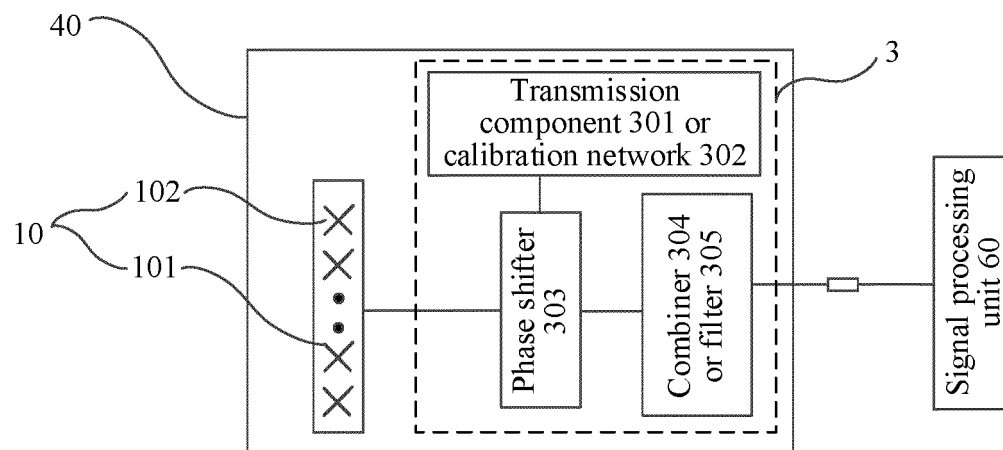 40
3
Transmission
component 301 or
calibration network 302
102
10
101
Phase shifter
303
Combiner 304
or filter 305
Signal processing
unit 60